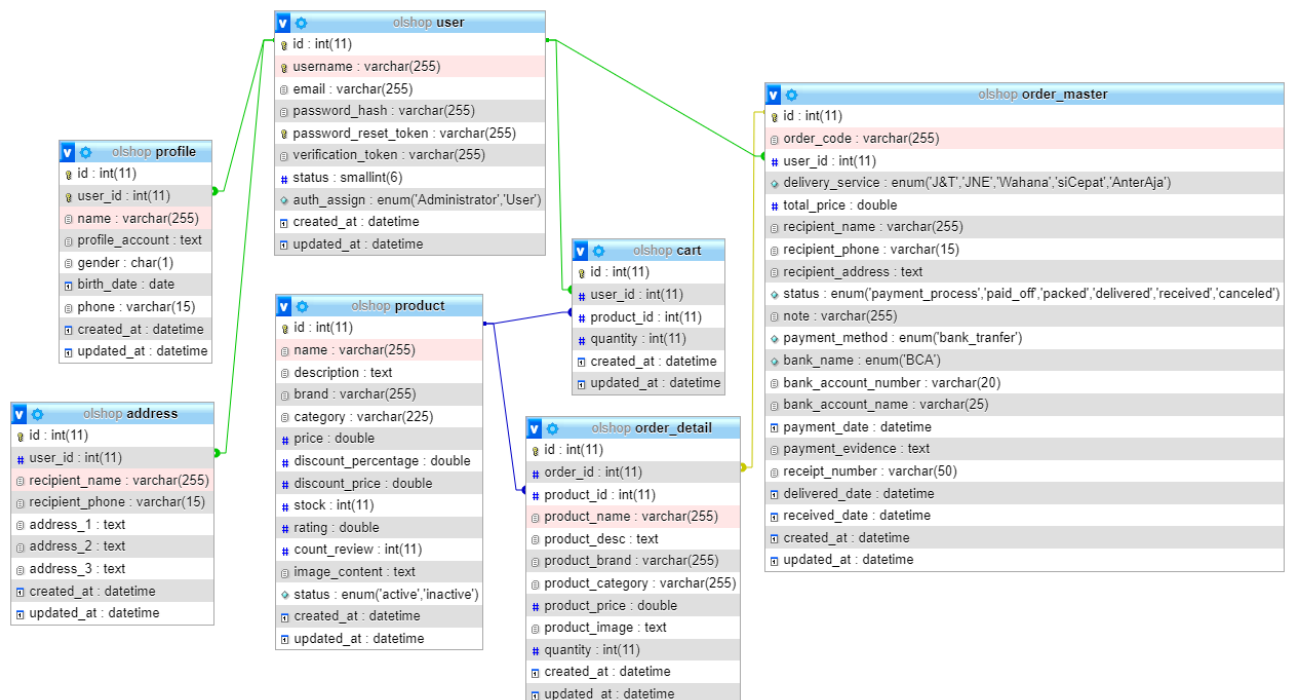 olshop user
id : int(11)
username : varchar(255)
email : varchar(255)
password_hash : varchar(255)
password_reset_token : varchar(255)
verification_token : varchar(255)
status : smallint(6)
auth_assign : enum('Administrator','User')
created_at : datetime
updated_at : datetime
olshop order_master
id : int(11)
order_code : varchar(255)
user_id : int(11)
delivery_service : enum('J&T','JNE','Wahana','siCepat','AnterAja')
total_price : double
recipient_name : varchar(255)
recipient_phone : varchar(15)
recipient_address : text
status : enum('payment_process','paid_off','packed','delivered','received','canceled')
note : varchar(255)
payment_method : enum('bank_tranfer')
bank_name : enum('BCA')
bank_account_number : varchar(20)
bank_account_name : varchar(25)
payment_date : datetime
payment_evidence : text
receipt_number : varchar(50)
delivered_date : datetime
received_date : datetime
created_at : datetime
updated_at : datetime
olshop profile
id : int(11)
user_id : int(11)
name : varchar(255)
profile_account : text
gender : char(1)
birth_date : date
phone : varchar(15)
created_at : datetime
updated_at : datetime
olshop cart
id : int(11)
user_id : int(11)
product_id : int(11)
quantity : int(11)
created_at : datetime
updated_at : datetime
olshop product
id : int(11)
name : varchar(255)
description : text
brand : varchar(255)
category : varchar(225)
price : double
discount_percentage : double
discount_price : double
stock : int(11)
rating : double
count_review : int(11)
image_content : text
status : enum('active','inactive')
created_at : datetime
updated_at : datetime
olshop address
id : int(11)
user_id : int(11)
recipient_name : varchar(255)
recipient_phone : varchar(15)
address_1 : text
address_2 : text
address_3 : text
created_at : datetime
updated_at : datetime
olshop order_detail
id : int(11)
order_id : int(11)
product_id : int(11)
product_name : varchar(255)
product_desc : text
product_brand : varchar(255)
product_category : varchar(255)
product_price : double
product_image : text
quantity : int(11)
created_at : datetime
updated_at : datetime